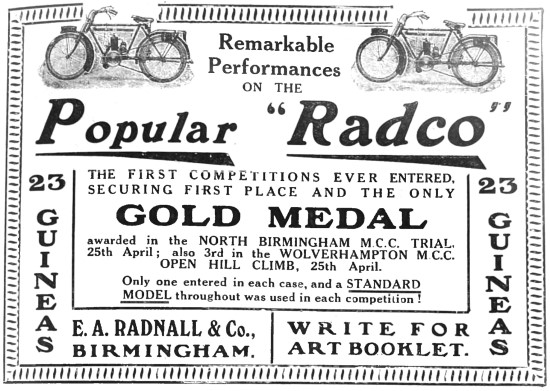 Remarkable
Performances
ON THE
Popular "Radco"
THE FIRST COMPETITIONS EVER ENTERED,
SECURING FIRST PLACE AND THE ONLY
GOLD MEDAL
awarded in the NORTH BIRMINGHAM M.C.C. TRIAL,
25th April; also 3rd in the WOLVERHAMPTON M.C.C.
OPEN HILL CLIMB, 25th April.
Only one entered in each case, and a STANDARD
MODEL throughout was used in each competition!
23
GUINEAS
23
GUINEAS
E. A. RADNALL & Co.,
BIRMINGHAM.
WRITE FOR
ART BOOKLET.